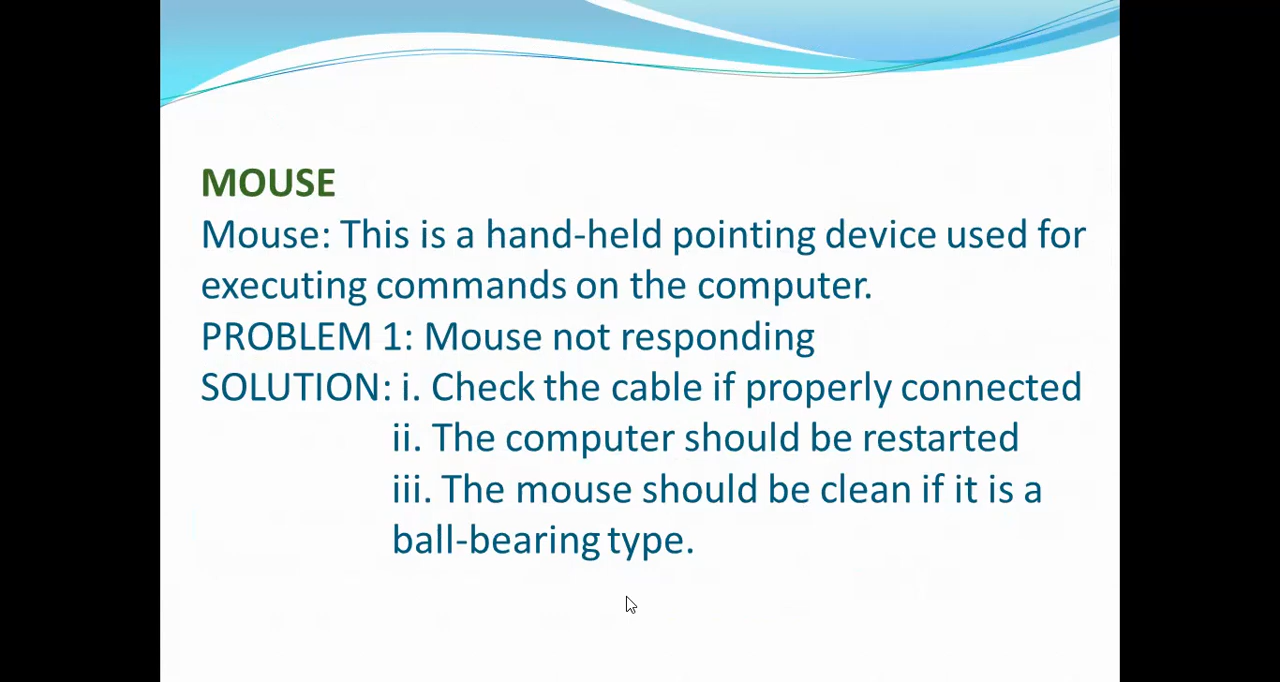 MOUSE
Mouse: This is a hand-held pointing device used for
executing commands on the computer.
PROBLEM 1: Mouse not responding
SOLUTION: i. Check the cable if properly connected
ii. The computer should be restarted
iii. The mouse should be clean if it is a
ball-bearing type.